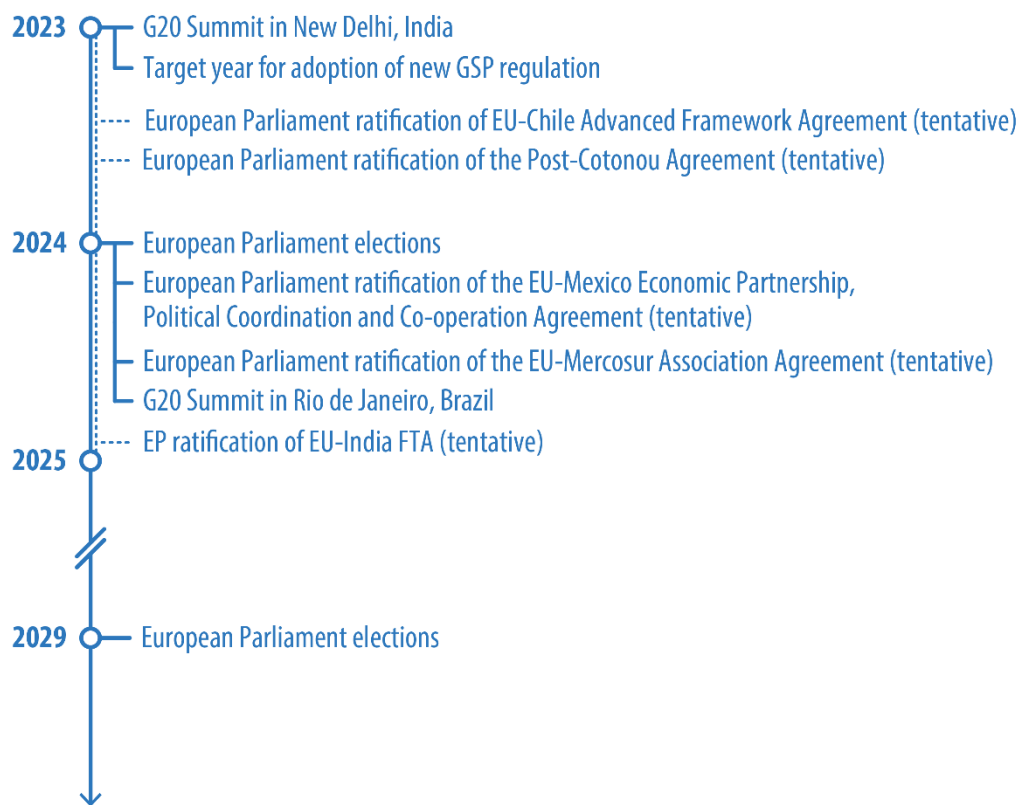 2023 G20 Summit in New Delhi, India
Target year for adoption of new GSP regulation
European Parliament ratification of EU-Chile Advanced Framework Agreement (tentative)
European Parliament ratification of the Post-Cotonou Agreement (tentative)
2024 European Parliament elections
European Parliament ratification of the EU-Mexico Economic Partnership,
Political Coordination and Co-operation Agreement (tentative)
European Parliament ratification of the EU-Mercosur Association Agreement (tentative)
G20 Summit in Rio de Janeiro, Brazil
EP ratification of EU-India FTA (tentative)
2025
2029 European Parliament elections